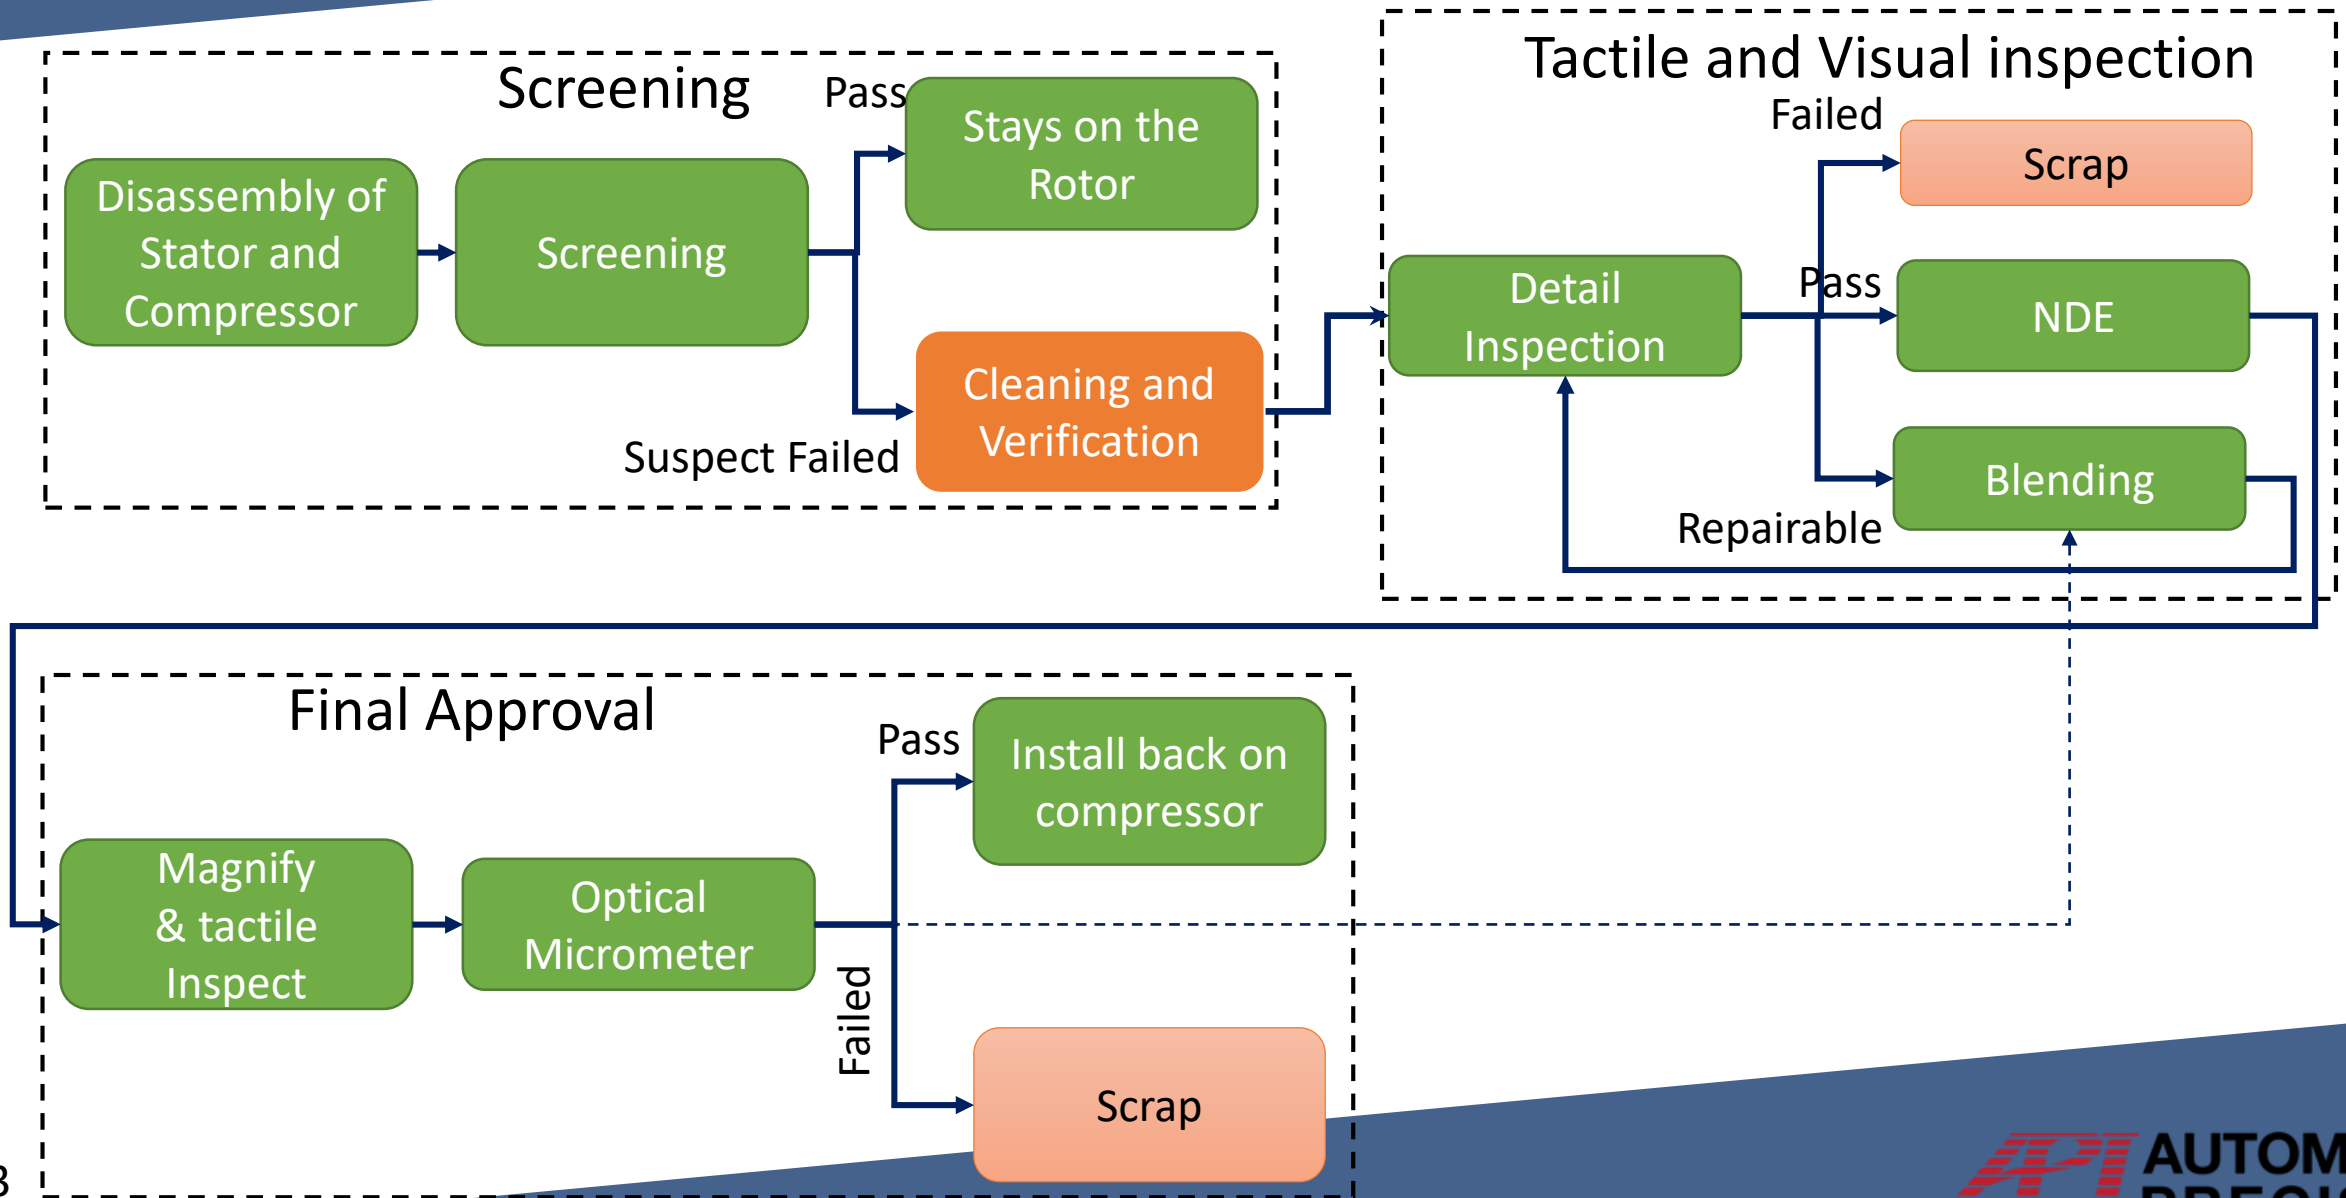 Screening
Pass
Stays on the
Rotor
Disassembly of
Stator and
Compressor
Screening
Cleaning and
Verification
Suspect Failed
Tactile and Visual inspection
Failed
Scrap
Detail
Inspection
Pass
NDE
Blending
Repairable
Final Approval
Pass
Install back on
compressor
Magnify
& tactile
Inspect
Optical
Micrometer
Failed
Scrap
API